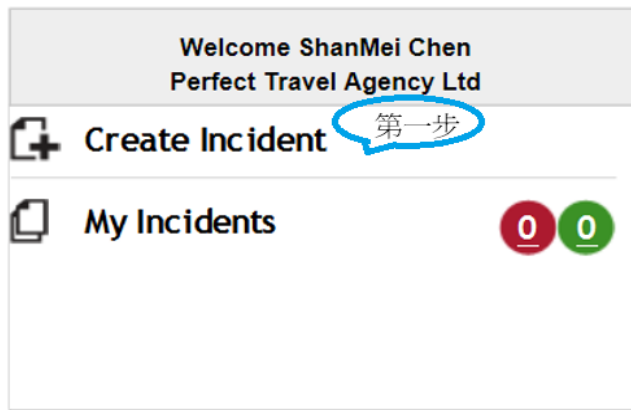 Welcome ShanMei Chen
Perfect Travel Agency Ltd
Create Incident
第一步
My Incidents
0 0